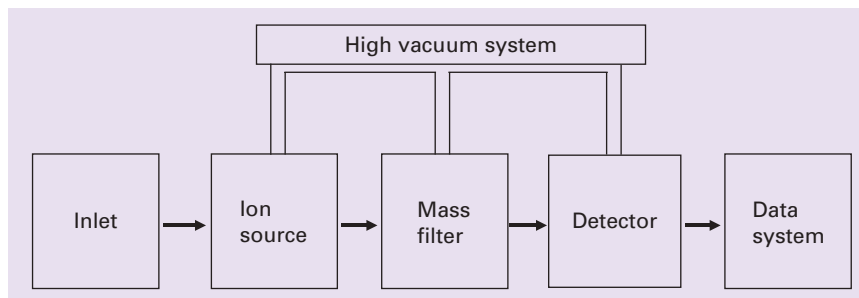 High vacuum system
Inlet
Ion
source
Mass
filter
Detector
Data
system